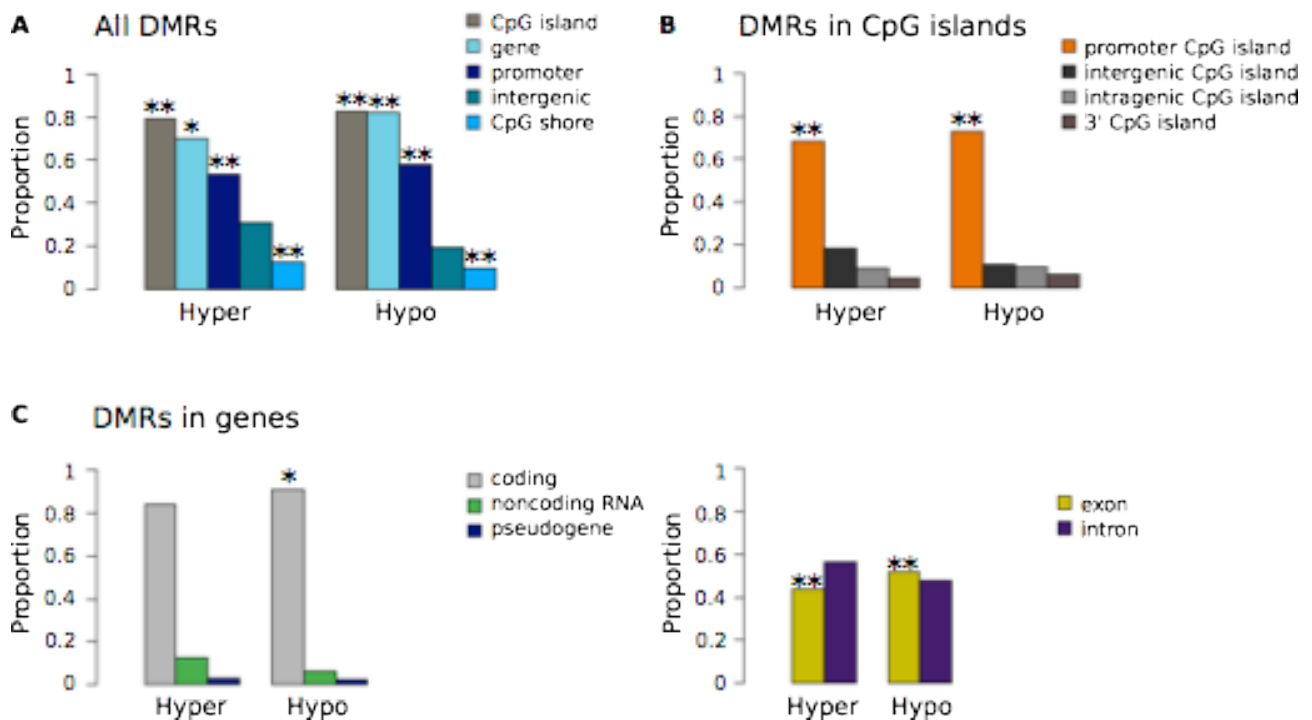 A All DMRs
CpG island
gene
promoter
intergenic
CpG shore
Proportion
1
0.8
0.6
0.4
0.2
0
** * ** **
** ** ** **
Hyper Hypo
B DMRs in CpG islands
promoter CpG island
intergenic CpG island
intragenic CpG island
3' CpG island
Proportion
1
0.8
0.6
0.4
0.2
0
** **
Hyper Hypo
C DMRs in genes
coding
noncoding RNA
pseudogene
Proportion
1
0.8
0.6
0.4
0.2
0
*
Hyper Hypo
exon
intron
Proportion
1
0.8
0.6
0.4
0.2
0
** **
Hyper Hypo